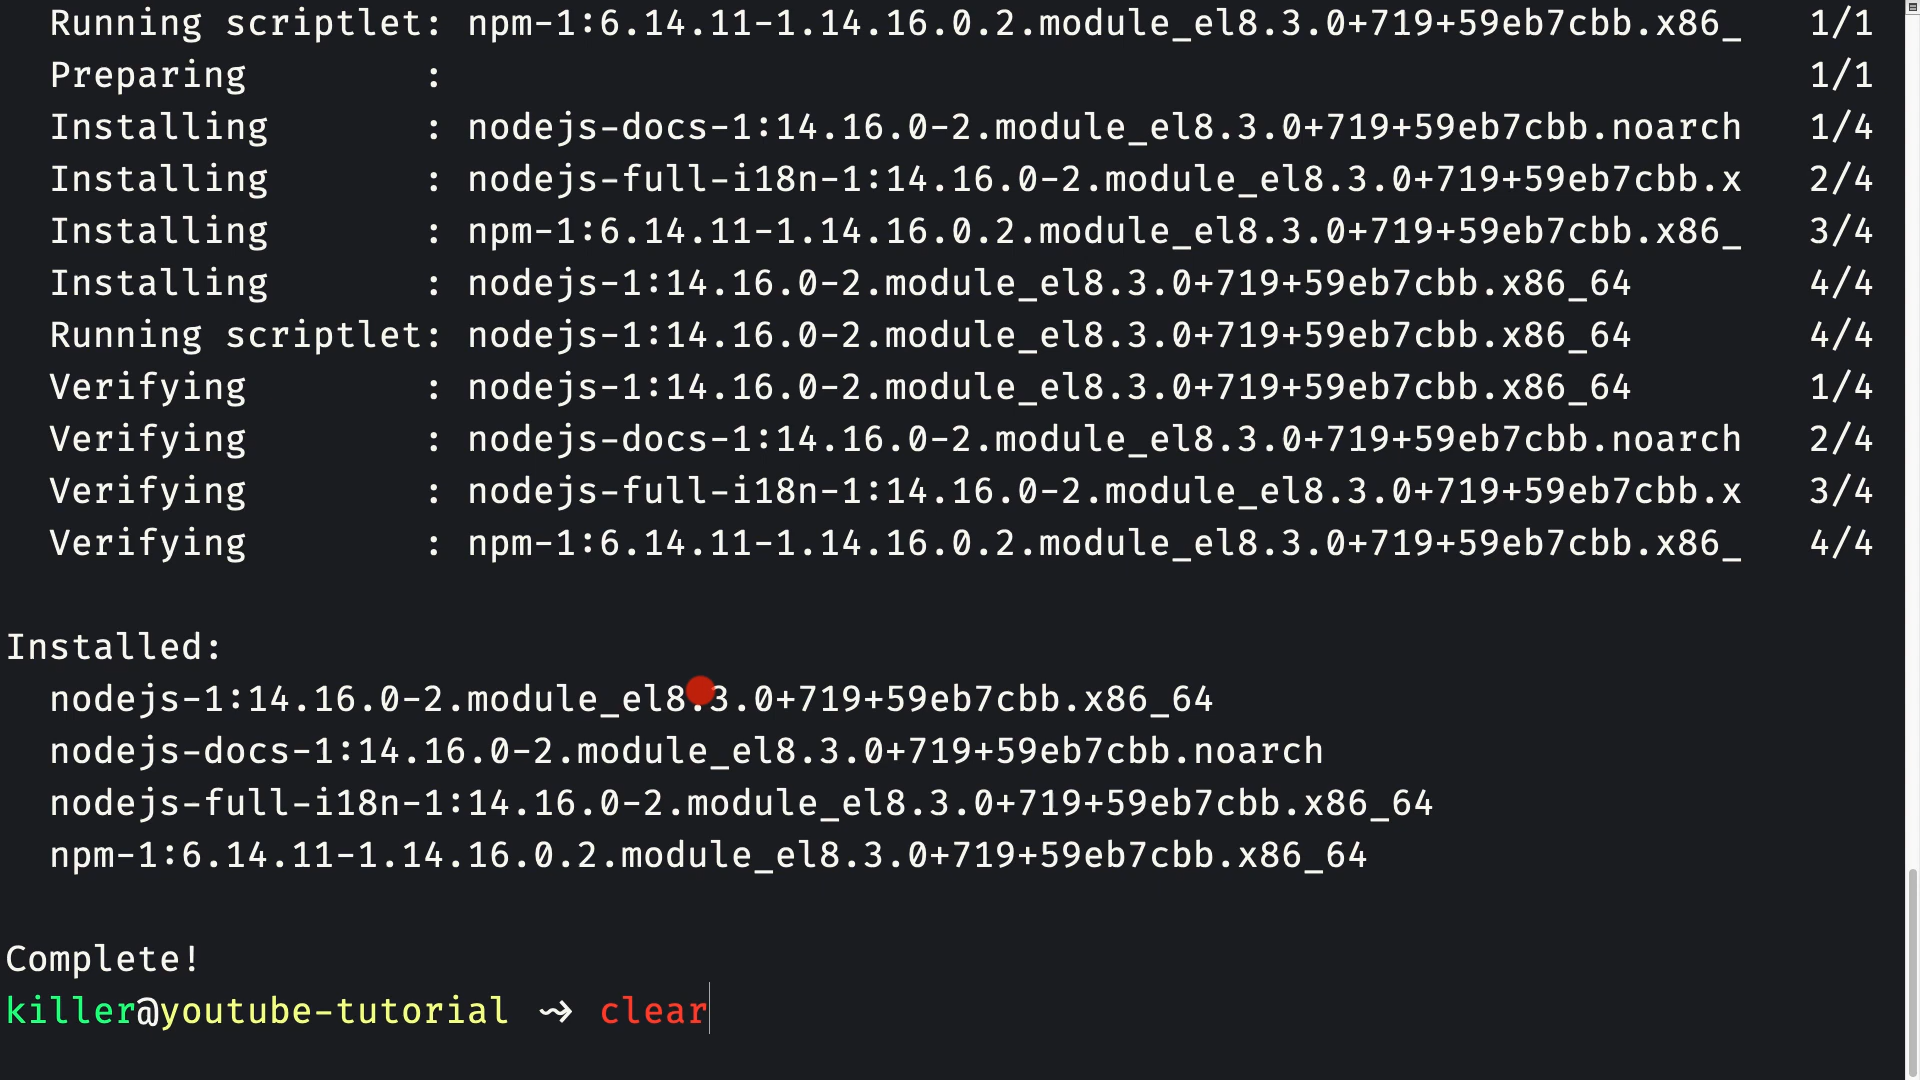 Running scriptlet: npm-1:6.14.11-1.14.16.0.2.module_el8.3.0+719+59eb7cbb.x86_ 1/1
Preparing : 1/1
Installing : nodejs-docs-1:14.16.0-2.module_el8.3.0+719+59eb7cbb.noarch 1/4
Installing : nodejs-full-i18n-1:14.16.0-2.module_el8.3.0+719+59eb7cbb.x 2/4
Installing : npm-1:6.14.11-1.14.16.0.2.module_el8.3.0+719+59eb7cbb.x86_ 3/4
Installing : nodejs-1:14.16.0-2.module_el8.3.0+719+59eb7cbb.x86_64 4/4
Running scriptlet: nodejs-1:14.16.0-2.module_el8.3.0+719+59eb7cbb.x86_64 4/4
Verifying : nodejs-1:14.16.0-2.module_el8.3.0+719+59eb7cbb.x86_64 1/4
Verifying : nodejs-docs-1:14.16.0-2.module_el8.3.0+719+59eb7cbb.noarch 2/4
Verifying : nodejs-full-i18n-1:14.16.0-2.module_el8.3.0+719+59eb7cbb.x 3/4
Verifying : npm-1:6.14.11-1.14.16.0.2.module_el8.3.0+719+59eb7cbb.x86_ 4/4
Installed:
nodejs-1:14.16.0-2.module_el8.3.0+719+59eb7cbb.x86_64
nodejs-docs-1:14.16.0-2.module_el8.3.0+719+59eb7cbb.noarch
nodejs-full-i18n-1:14.16.0-2.module_el8.3.0+719+59eb7cbb.x86_64
npm-1:6.14.11-1.14.16.0.2.module_el8.3.0+719+59eb7cbb.x86_64
Complete!
killer@youtube-tutorial ⤳ clear